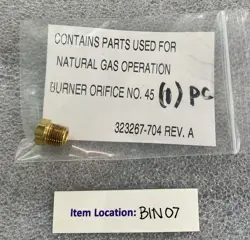 CONTAINS PARTS USED FOR
NATURAL GAS OPERATION
BURNER ORIFICE NO. 45 (1) PC
323267-704 REV. A
Item Location: BIN 07